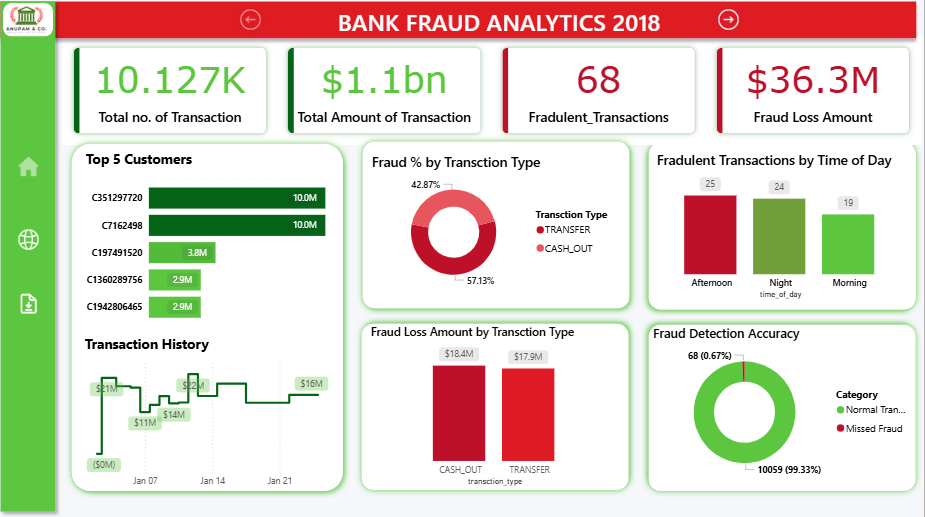 ANUPAM & CO.
BANK FRAUD ANALYTICS 2018
10.127K
Total no. of Transaction
$1.1bn
Total Amount of Transaction
68
Fradulent_Transactions
$36.3M
Fraud Loss Amount
Top 5 Customers
C351297720
10.0M
C7162498
10.0M
C197491520
3.8M
C1360289756
2.9M
C1942806465
2.9M
Transaction History
$21M
$22M
$16M
$11M
$14M
($0M)
Jan 07
Jan 14
Jan 21
Fraud % by Transction Type
42.87%
57.13%
Transction Type
TRANSFER
CASH_OUT
Fraud Loss Amount by Transction Type
$18.4M
$17.9M
CASH_OUT
TRANSFER
transction_type
Fradulent Transactions by Time of Day
25
24
19
Afternoon
Night
Morning
time_of_day
Fraud Detection Accuracy
68 (0.67%)
10059 (99.33%)
Category
Normal Tran...
Missed Fraud